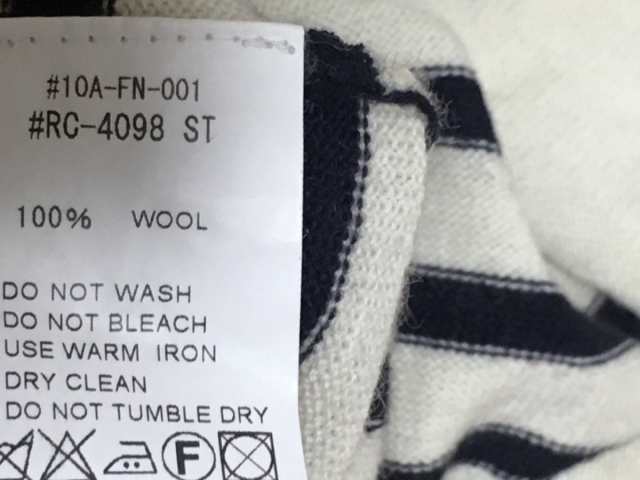 #10A-FN-001
#RC-4098 ST
100% WOOL
DO NOT WASH
DO NOT BLEACH
USE WARM IRON
DRY CLEAN
DO NOT TUMBLE DRY
F